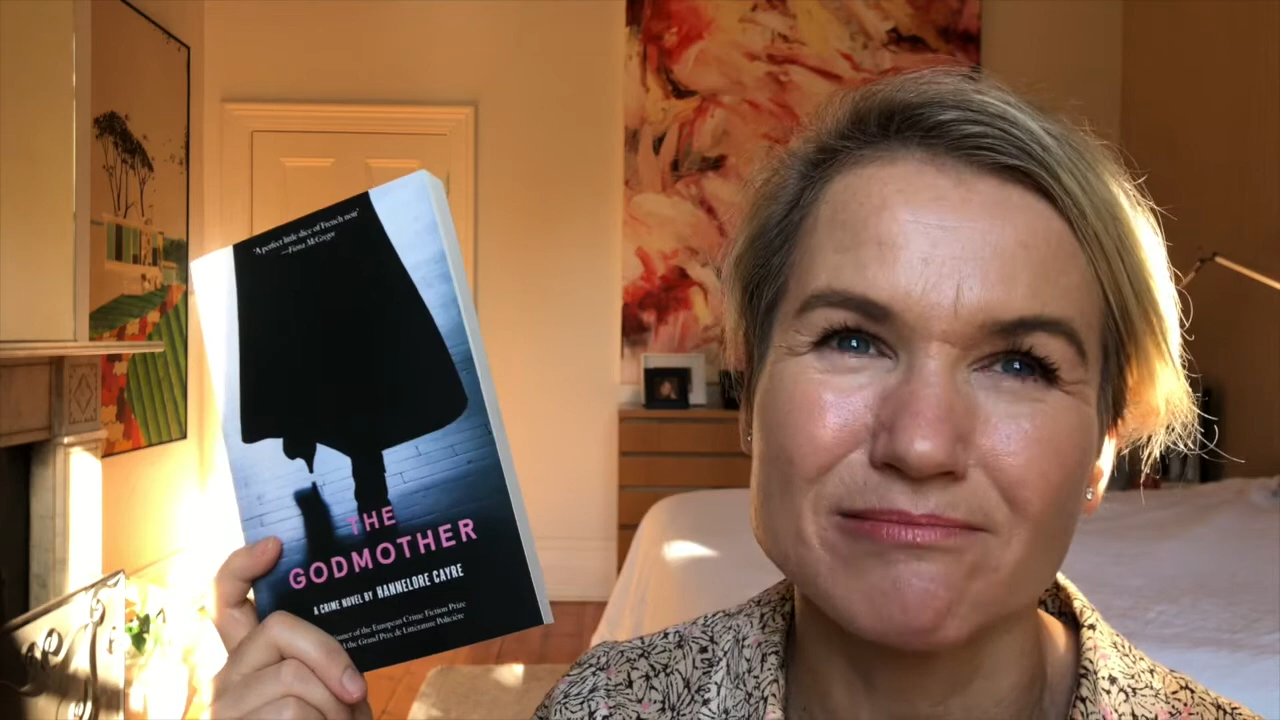 'A perfect little slice of French noir'
—Fiona McGregor
THE
GODMOTHER
A CRIME NOVEL BY HANNELORE CAYRE
Winner of the European Crime Fiction Prize
the Grand Prix de Littérature Policière